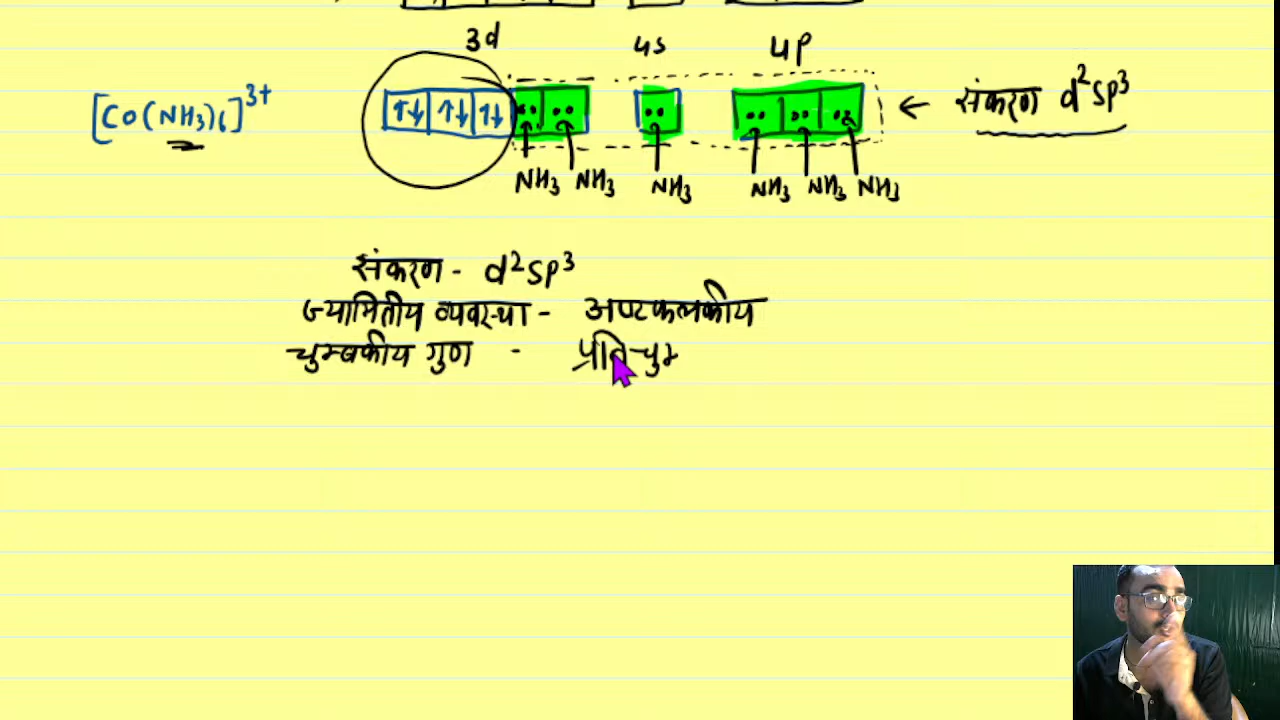 3d 4s 4p
[Co(NH3)6]3+ ↑↓ ↑↓ ↑↓ ← संकरण d2sp3
NH3 NH3 NH3 NH3 NH3 NH3
संकरण - d2sp3
ज्यामितीय व्यवस्था - अष्टफलकीय
चुम्बकीय गुण - प्रतिचुम